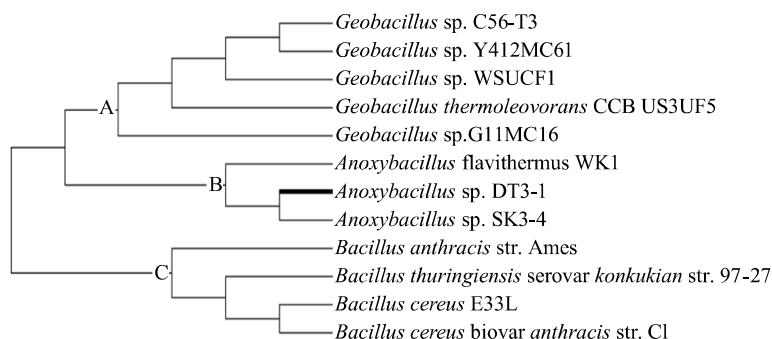 Geobacillus sp. C56-T3
Geobacillus sp. Y412MC61
Geobacillus sp. WSUCF1
A
Geobacillus thermoleovorans CCB US3UF5
Geobacillus sp.G11MC16
Anoxybacillus flavithermus WK1
B
Anoxybacillus sp. DT3-1
Anoxybacillus sp. SK3-4
Bacillus anthracis str. Ames
C
Bacillus thuringiensis serovar konkukian str. 97-27
Bacillus cereus E33L
Bacillus cereus biovar anthracis str. Cl